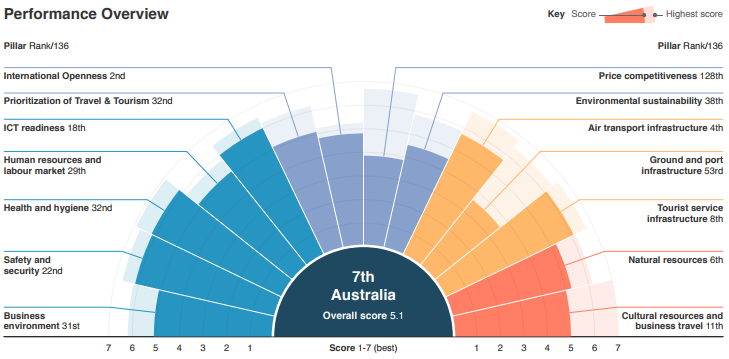 Performance Overview
Key Score Highest score
Pillar Rank/136
Pillar Rank/136
International Openness 2nd
Prioritization of Travel & Tourism 32nd
ICT readiness 18th
Human resources and
labour market 29th
Health and hygiene 32nd
Safety and
security 22nd
Business
environment 31st
Price competitiveness 128th
Environmental sustainability 38th
Air transport infrastructure 4th
Ground and port
infrastructure 53rd
Tourist service
infrastructure 8th
Natural resources 6th
Cultural resources and
business travel 11th
7th
Australia
Overall score 5.1
7 6 5 4 3 2 1 Score 1-7 (best) 1 2 3 4 5 6 7